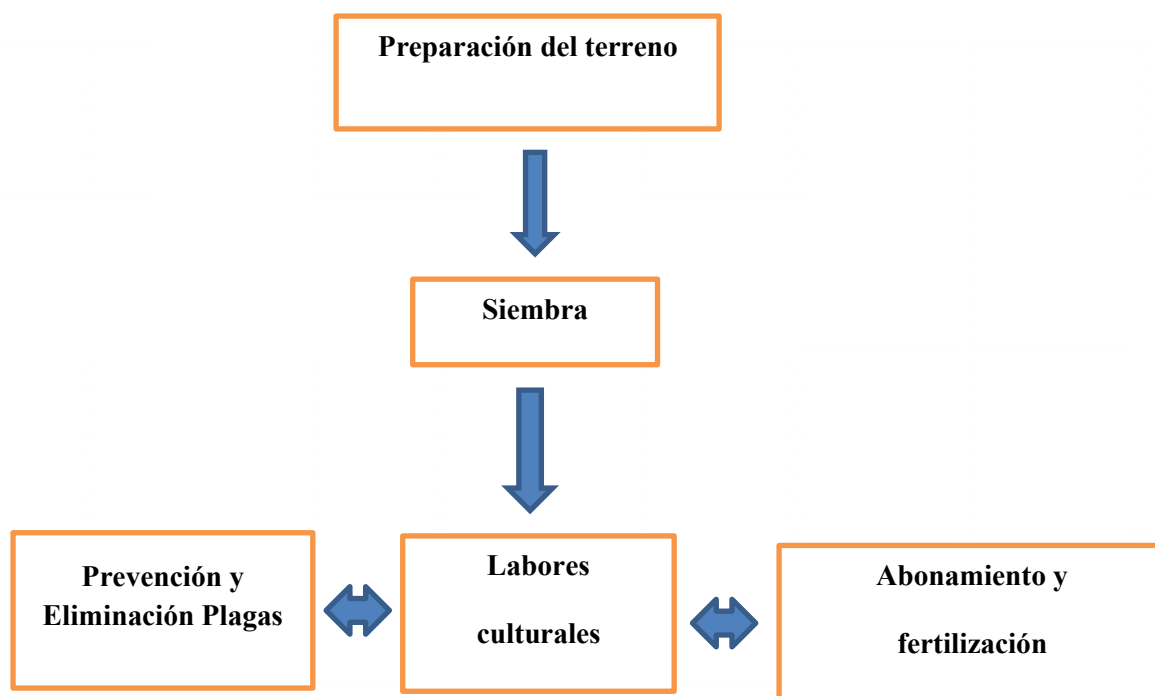 Preparación del terreno
Siembra
Prevención y
Eliminación Plagas
Labores
culturales
Abonamiento y
fertilización